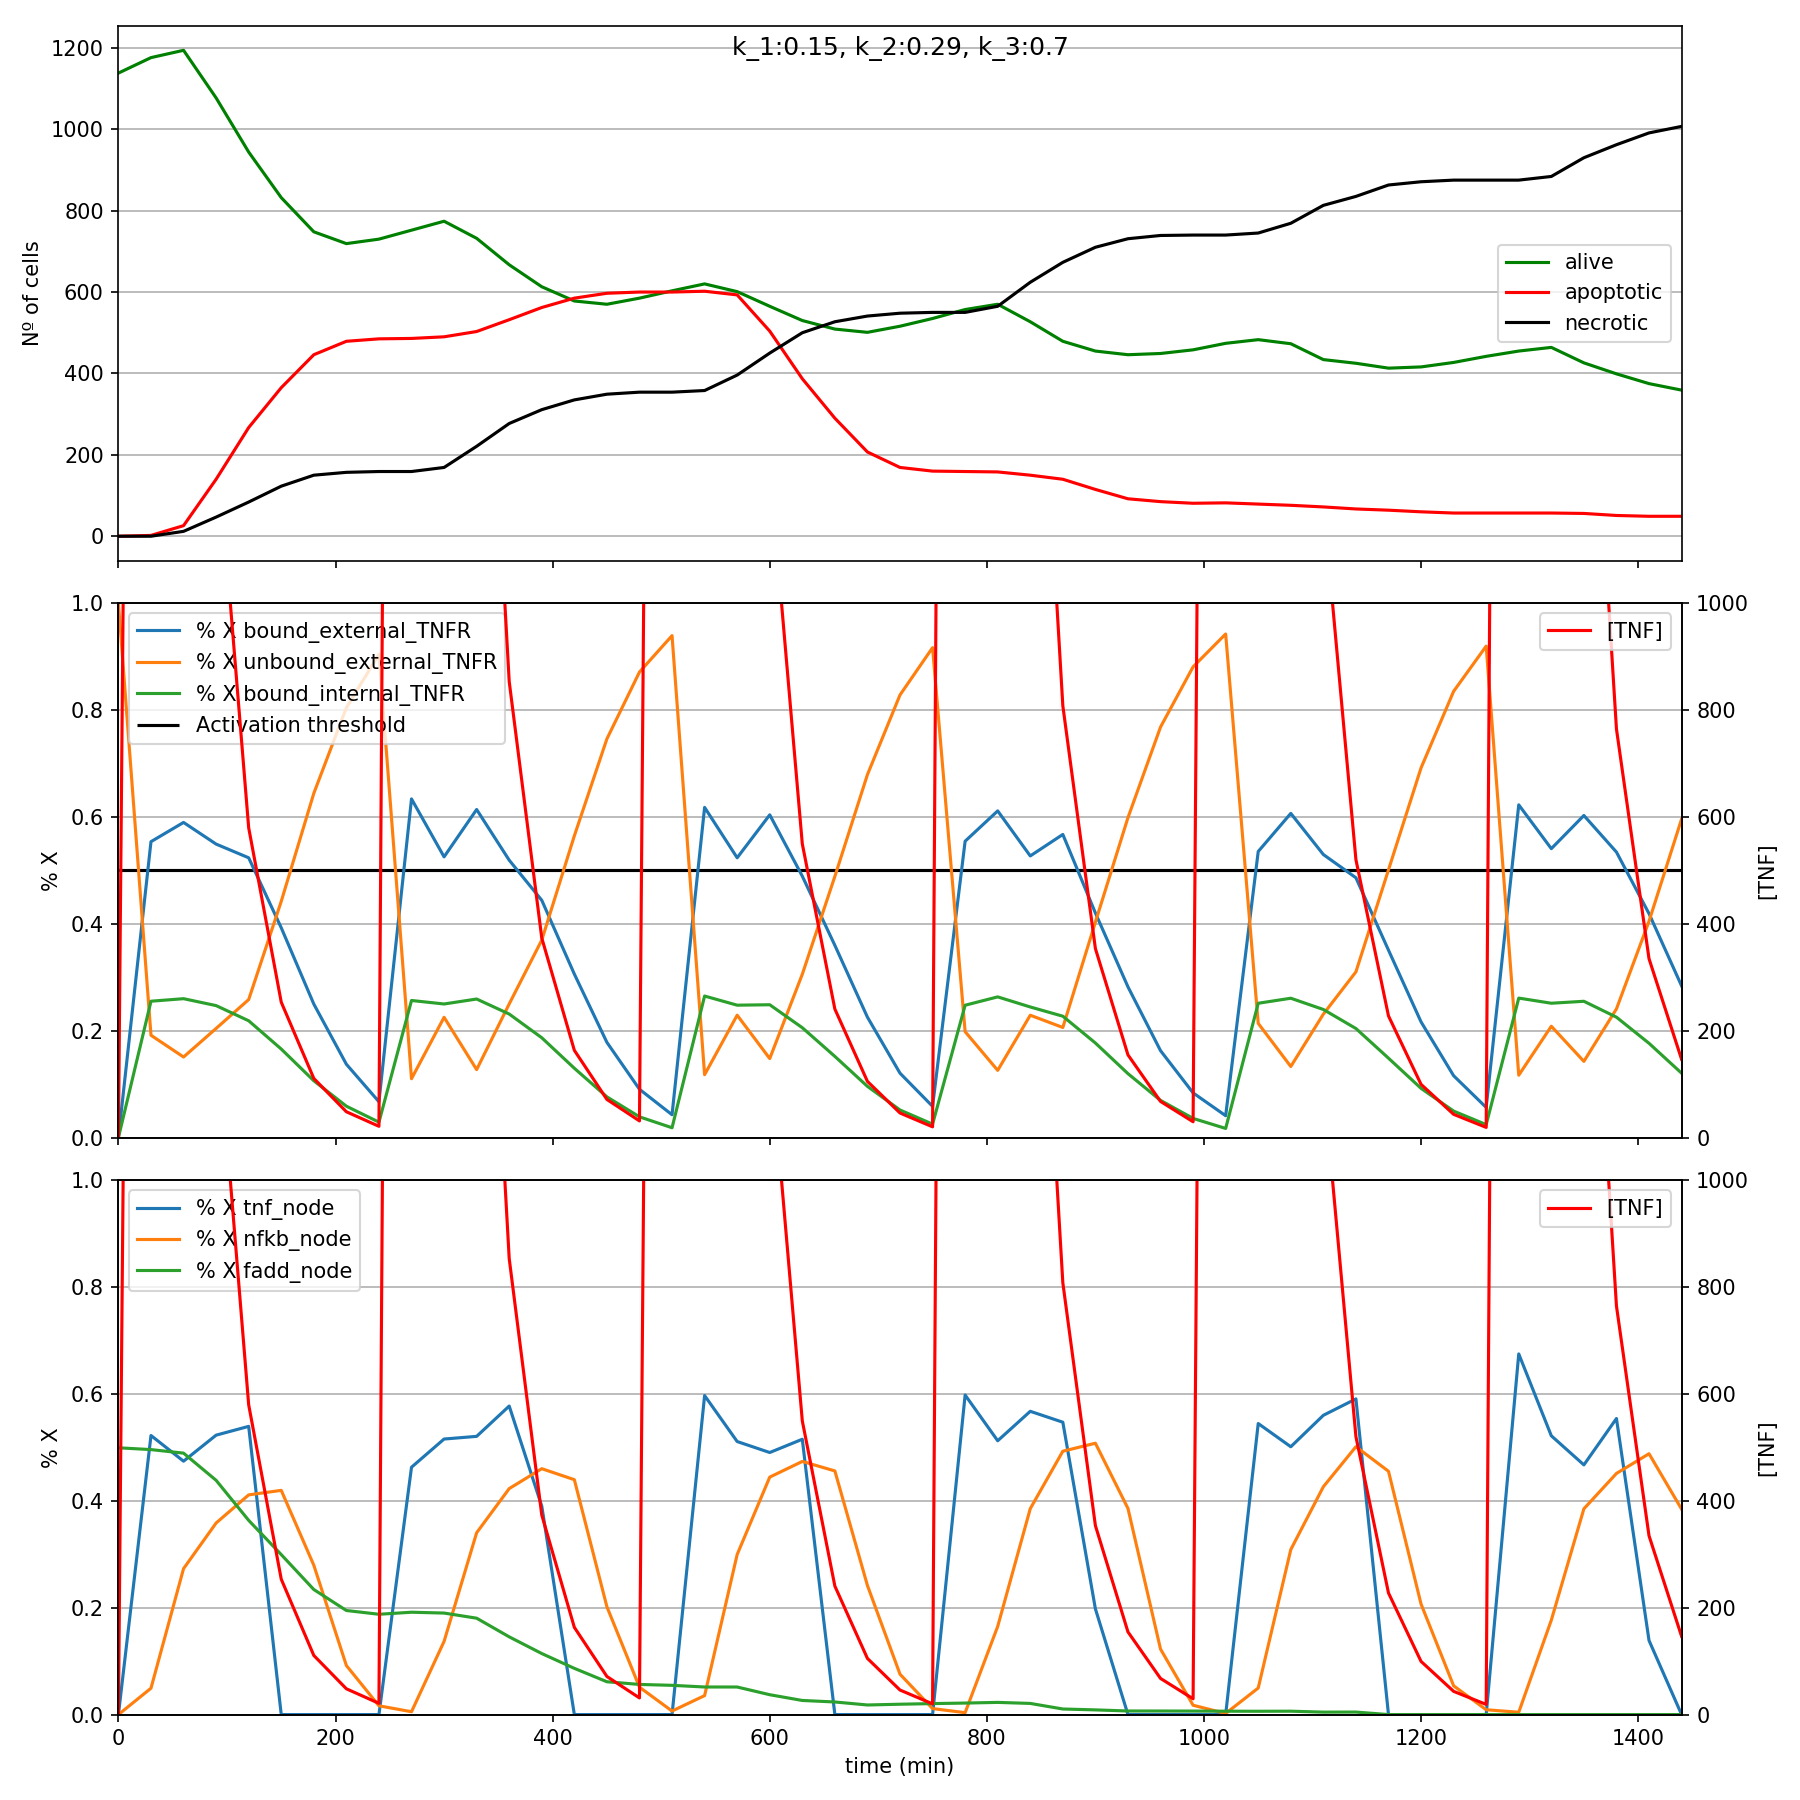 k_1:0.15, k_2:0.29, k_3:0.7
1200
1000
800
600
400
200
0
Nº of cells
alive
apoptotic
necrotic
1.0
0.8
0.6
0.4
0.2
0.0
% X
% X bound_external_TNFR
% X unbound_external_TNFR
% X bound_internal_TNFR
Activation threshold
[TNF]
1000
800
600
400
200
0
[TNF]
1.0
0.8
0.6
0.4
0.2
0.0
% X
% X tnf_node
% X nfkb_node
% X fadd_node
[TNF]
1000
800
600
400
200
0
[TNF]
0 200 400 600 800 1000 1200 1400
time (min)